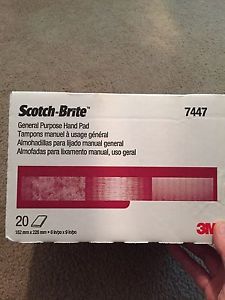 Scotch-Brite™
7447
General Purpose Hand Pad
Tampons manuel à usage général
Almohadillas para lijado manual general
Almofadas para lixamento manual, uso geral
20
152 mm x 228 mm • 6 in/po x 9 in/po
3M